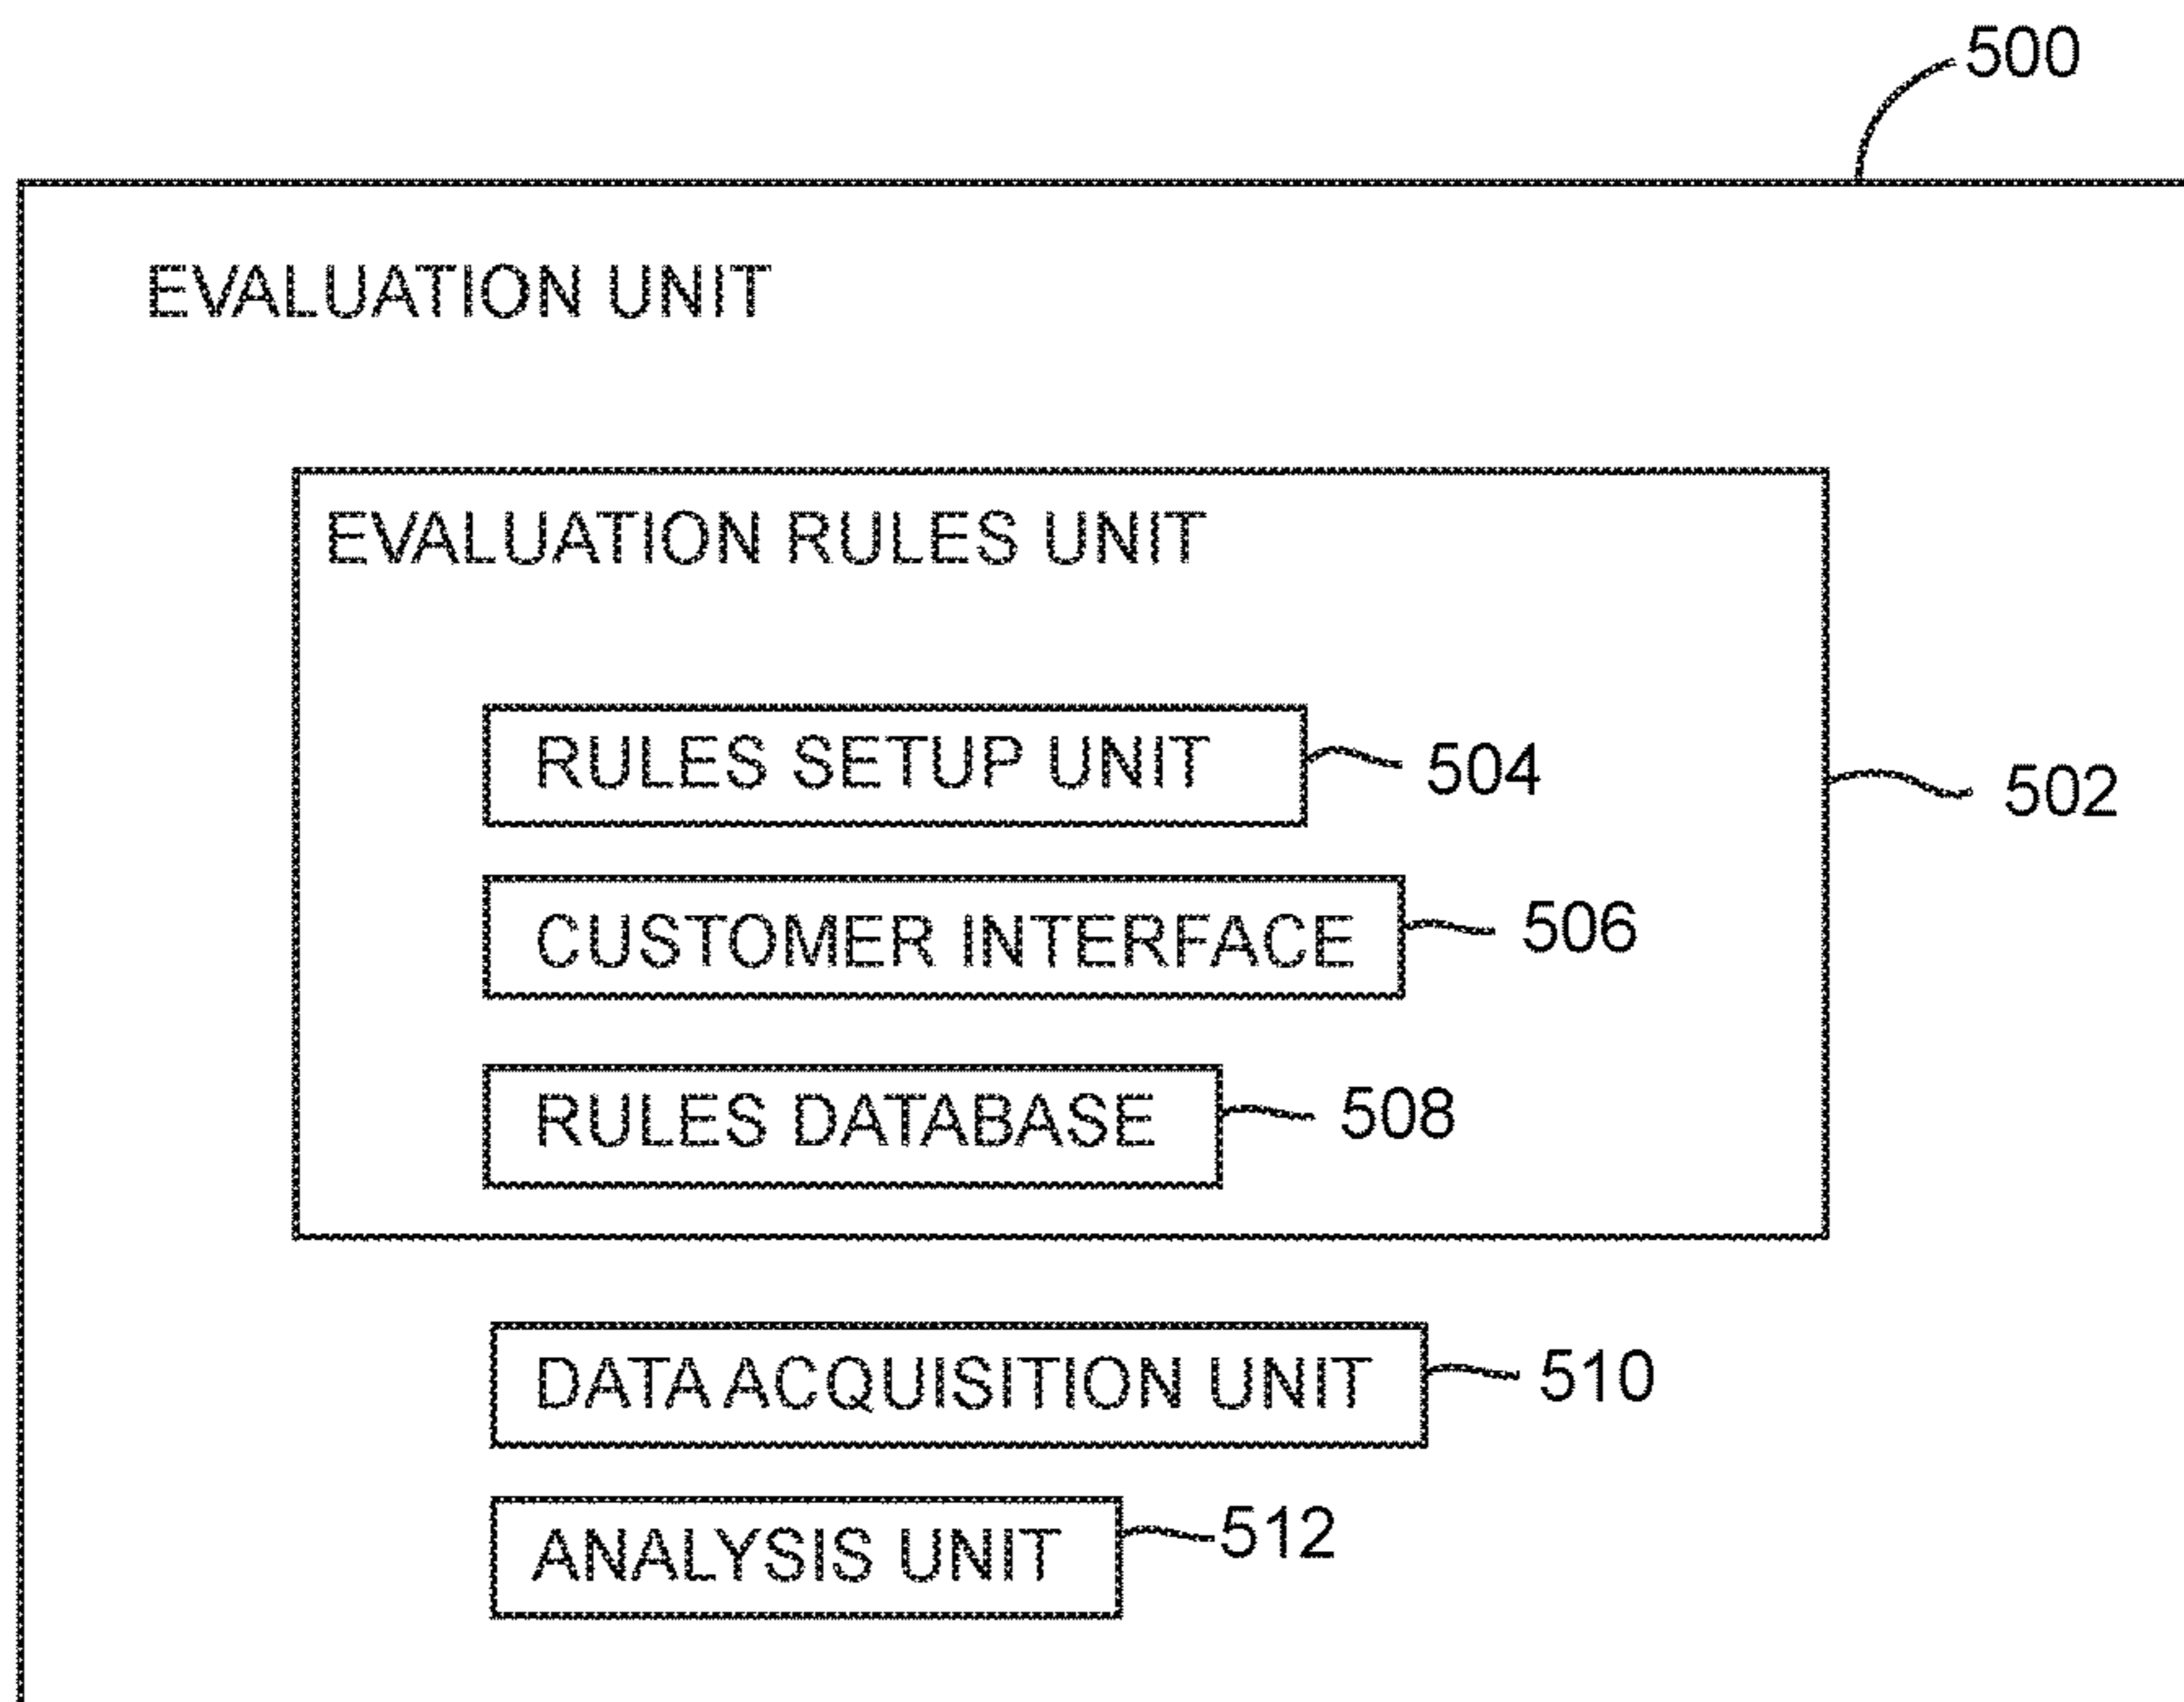 500
EVALUATION UNIT
EVALUATION RULES UNIT
RULES SETUP UNIT
504
502
CUSTOMER INTERFACE
506
RULES DATABASE
508
DATA ACQUISITION UNIT
510
ANALYSIS UNIT
512